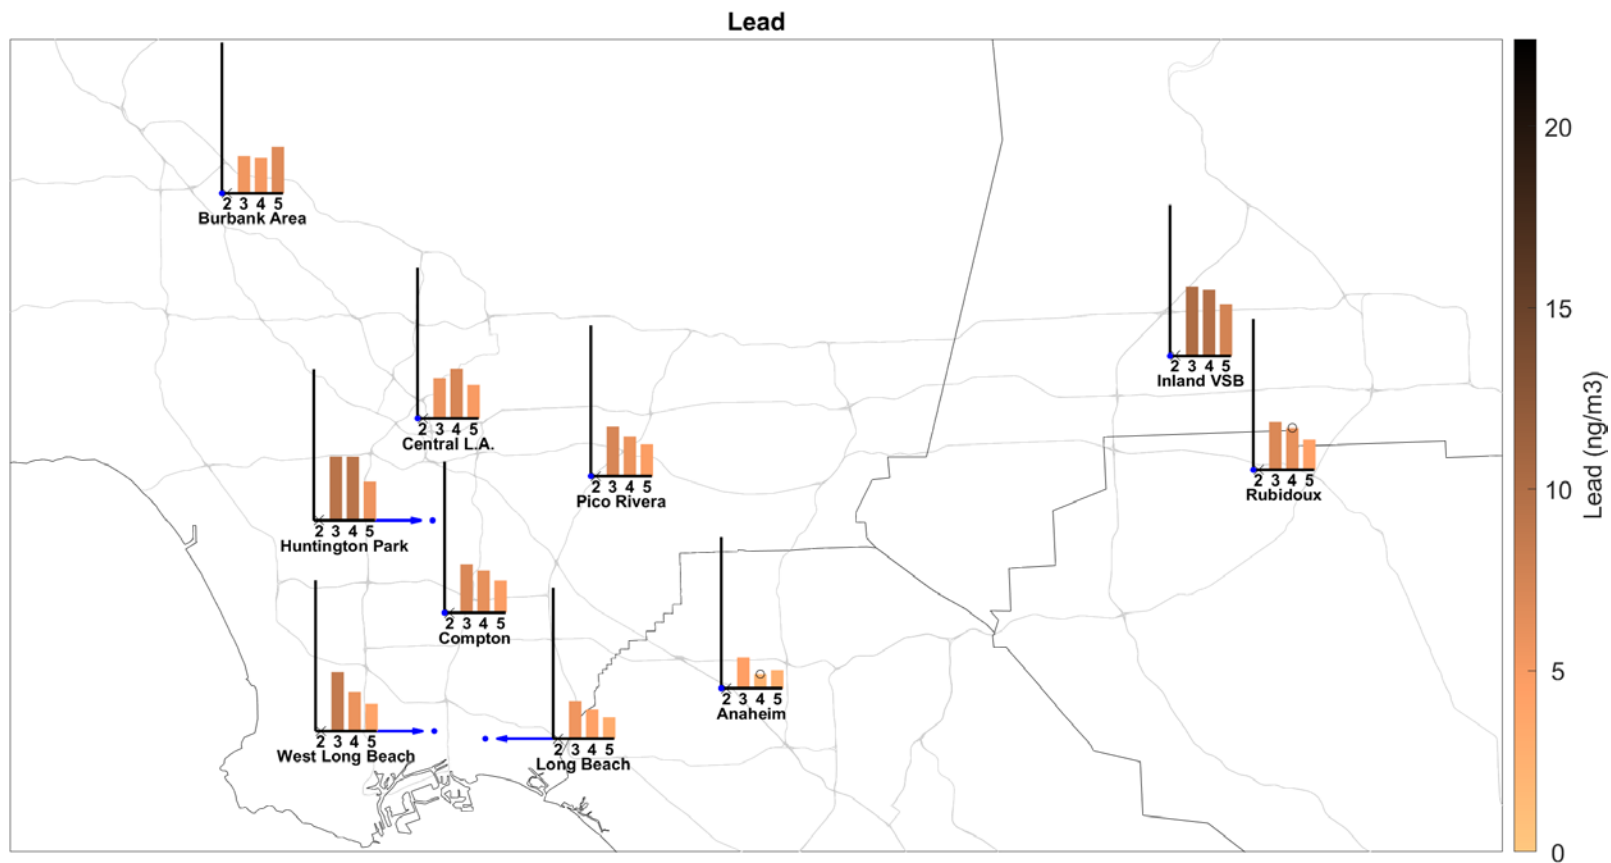 Lead
2 3 4 5
Burbank Area
2 3 4 5
Central L.A.
2 3 4 5
Pico Rivera
2 3 4 5
Inland VSB
2 3 4 5
Rubidoux
2 3 4 5
Huntington Park
2 3 4 5
Compton
2 3 4 5
Anaheim
2 3 4 5
West Long Beach
2 3 4 5
Long Beach
20
15
10
5
0
Lead (ng/m3)